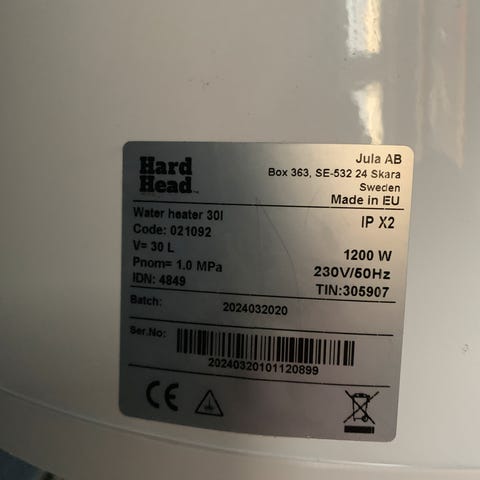 Hard
Head™
Jula AB
Box 363, SE-532 24 Skara
Sweden
Made in EU
Water heater 30l
IP X2
Code: 021092
V= 30 L
1200 W
Pnom= 1.0 MPa
230V/50Hz
IDN: 4849
TIN:305907
Batch:
2024032020
Ser.No:
20240320101120899
CE